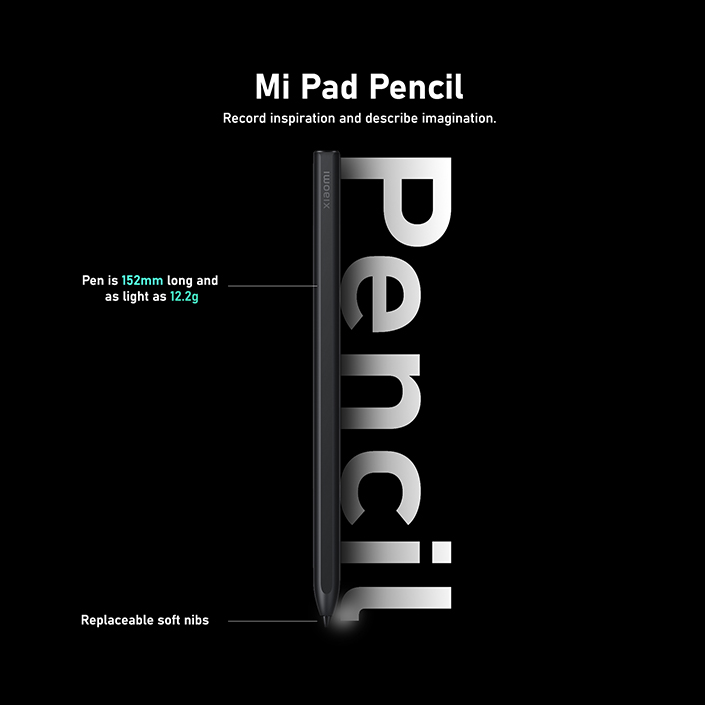 Mi Pad Pencil
Record inspiration and describe imagination.
xiaomi
Pencil
Pen is 152mm long and
as light as 12.2g
Replaceable soft nibs